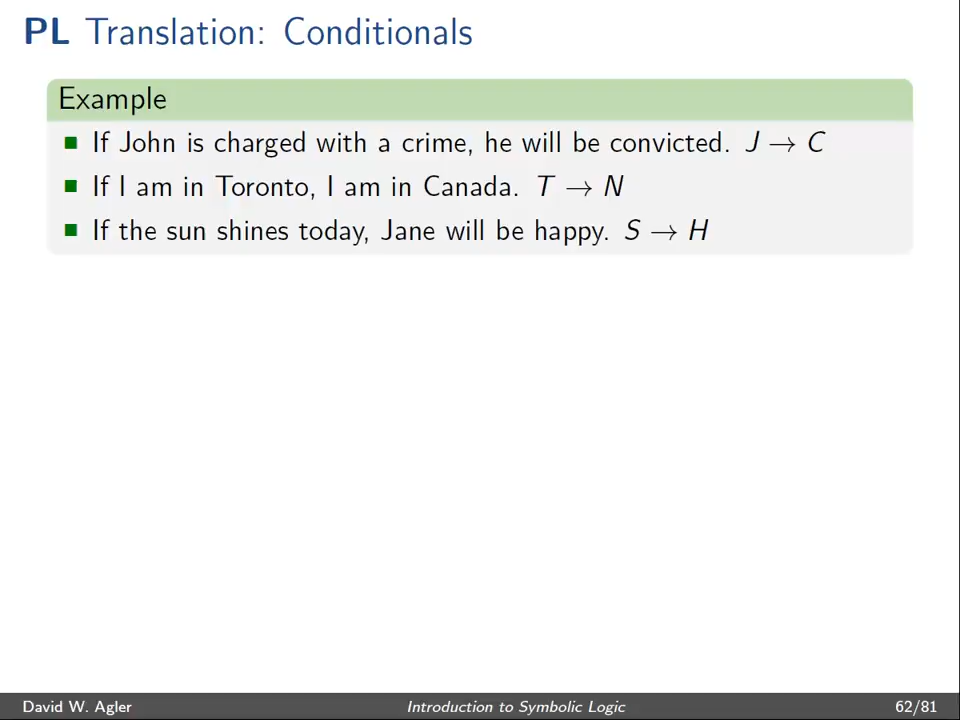 PL Translation: Conditionals
Example
If John is charged with a crime, he will be convicted. J → C
If I am in Toronto, I am in Canada. T → N
If the sun shines today, Jane will be happy. S → H
David W. Agler Introduction to Symbolic Logic 62/81